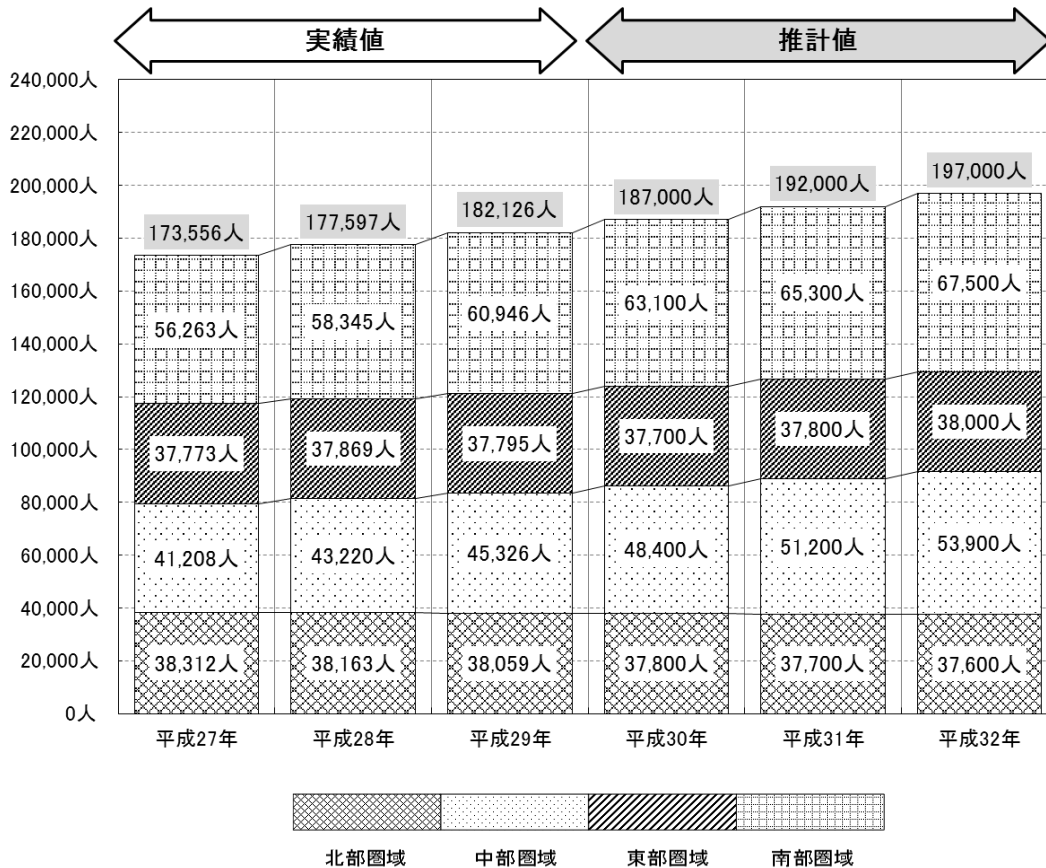 実績値 推計値
240,000人
220,000人
200,000人
180,000人
160,000人
140,000人
120,000人
100,000人
80,000人
60,000人
40,000人
20,000人
0人
173,556人 177,597人 182,126人 187,000人 192,000人 197,000人
56,263人 58,345人 60,946人 63,100人 65,300人 67,500人
37,773人 37,869人 37,795人 37,700人 37,800人 38,000人
41,208人 43,220人 45,326人 48,400人 51,200人 53,900人
38,312人 38,163人 38,059人 37,800人 37,700人 37,600人
平成27年 平成28年 平成29年 平成30年 平成31年 平成32年
北部圏域 中部圏域 東部圏域 南部圏域